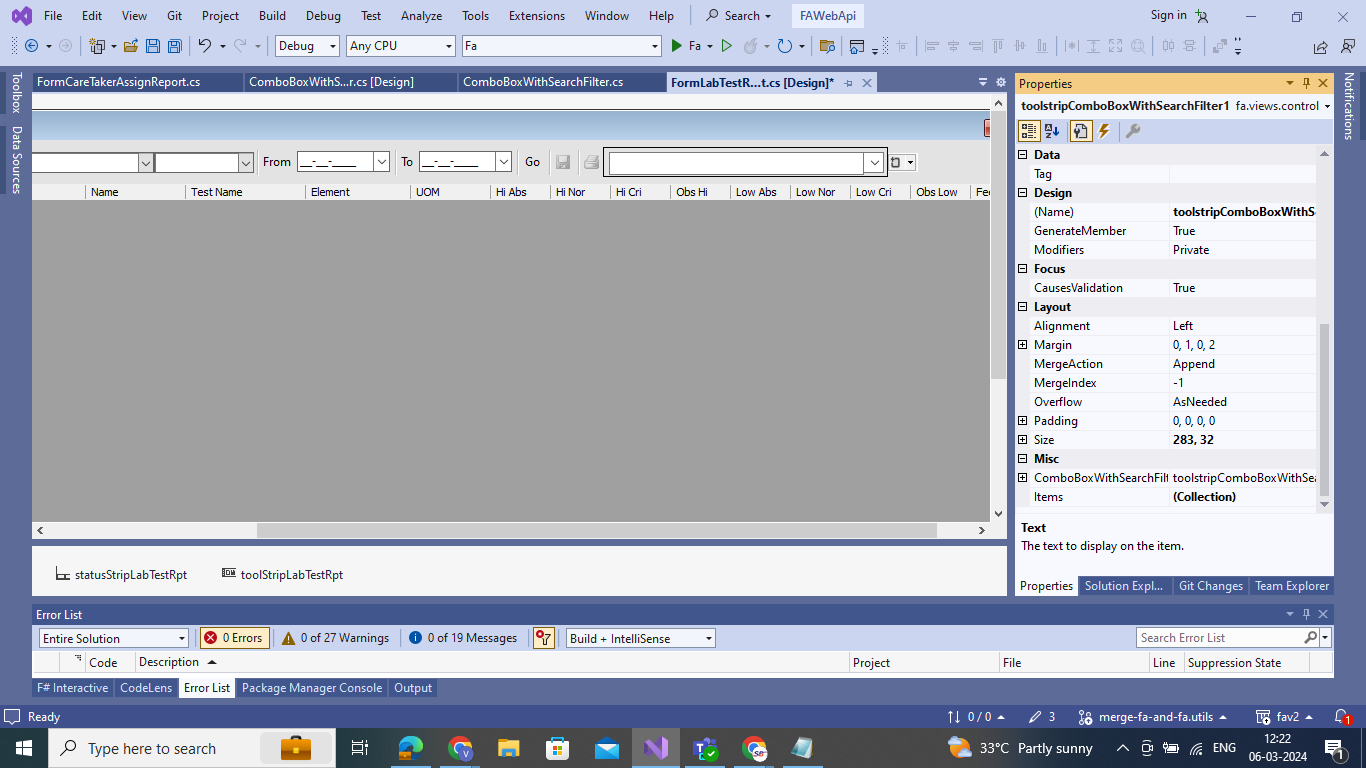 File Edit View Git Project Build Debug Test Analyze Tools Extensions Window Help Search FAWebApi Sign in
Debug Any CPU Fa Fa
FormCareTakerAssignReport.cs ComboBoxWithS...r.cs [Design] ComboBoxWithSearchFilter.cs FormLabTestR...t.cs [Design]*
Toolbox
Data Sources
From __-__-____ To __-__-____ Go
Name Test Name Element UOM Hi Abs Hi Nor Hi Cri Obs Hi Low Abs Low Nor Low Cri Obs Low Fee
statusStripLabTestRpt toolStripLabTestRpt
Properties
toolstripComboBoxWithSearchFilter1 fa.views.control
Data
Tag
Design
(Name) toolstripComboBoxWithS
GenerateMember True
Modifiers Private
Focus
CausesValidation True
Layout
Alignment Left
Margin 0, 1, 0, 2
MergeAction Append
MergeIndex -1
Overflow AsNeeded
Padding 0, 0, 0, 0
Size 283, 32
Misc
ComboBoxWithSearchFilt toolstripComboBoxWithSea
Items (Collection)
Text
The text to display on the item.
Properties Solution Expl... Git Changes Team Explorer
Notifications
Error List
Entire Solution 0 Errors 0 of 27 Warnings 0 of 19 Messages Build + IntelliSense Search Error List
Code Description Project File Line Suppression State
F# Interactive CodeLens Error List Package Manager Console Output
Ready 0 / 0 3 merge-fa-and-fa.utils fav2 1
Type here to search 33°C Partly sunny ENG 12:22
06-03-2024 1